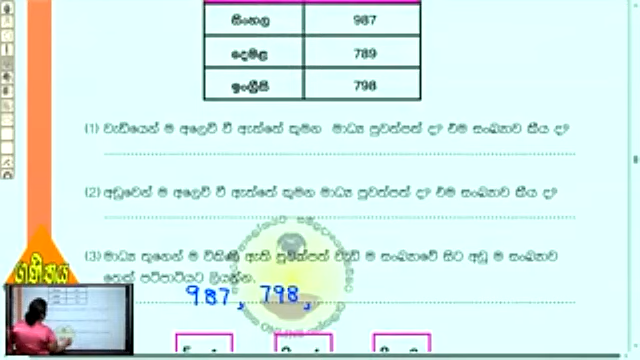 සිංහල 987
දෙමළ 789
ඉංග්‍රීසි 798
(1) වැඩියෙන් ම අලෙවි වී ඇත්තේ කුමන මාධ්‍ය පුවත්පත් ද? එම සංඛ්‍යාව කීය ද?
(2) අඩුවෙන් ම අලෙවි වී ඇත්තේ කුමන මාධ්‍ය පුවත්පත් ද? එම සංඛ්‍යාව කීය ද?
(3) මාධ්‍ය තුනෙන් ම විකිණී ඇති පුවත්පත් වැඩි ම සංඛ්‍යාවේ සිට අඩු ම සංඛ්‍යාව
තෙක් පටිපාටියට ලියන්න.
987, 798,
ගණිතය